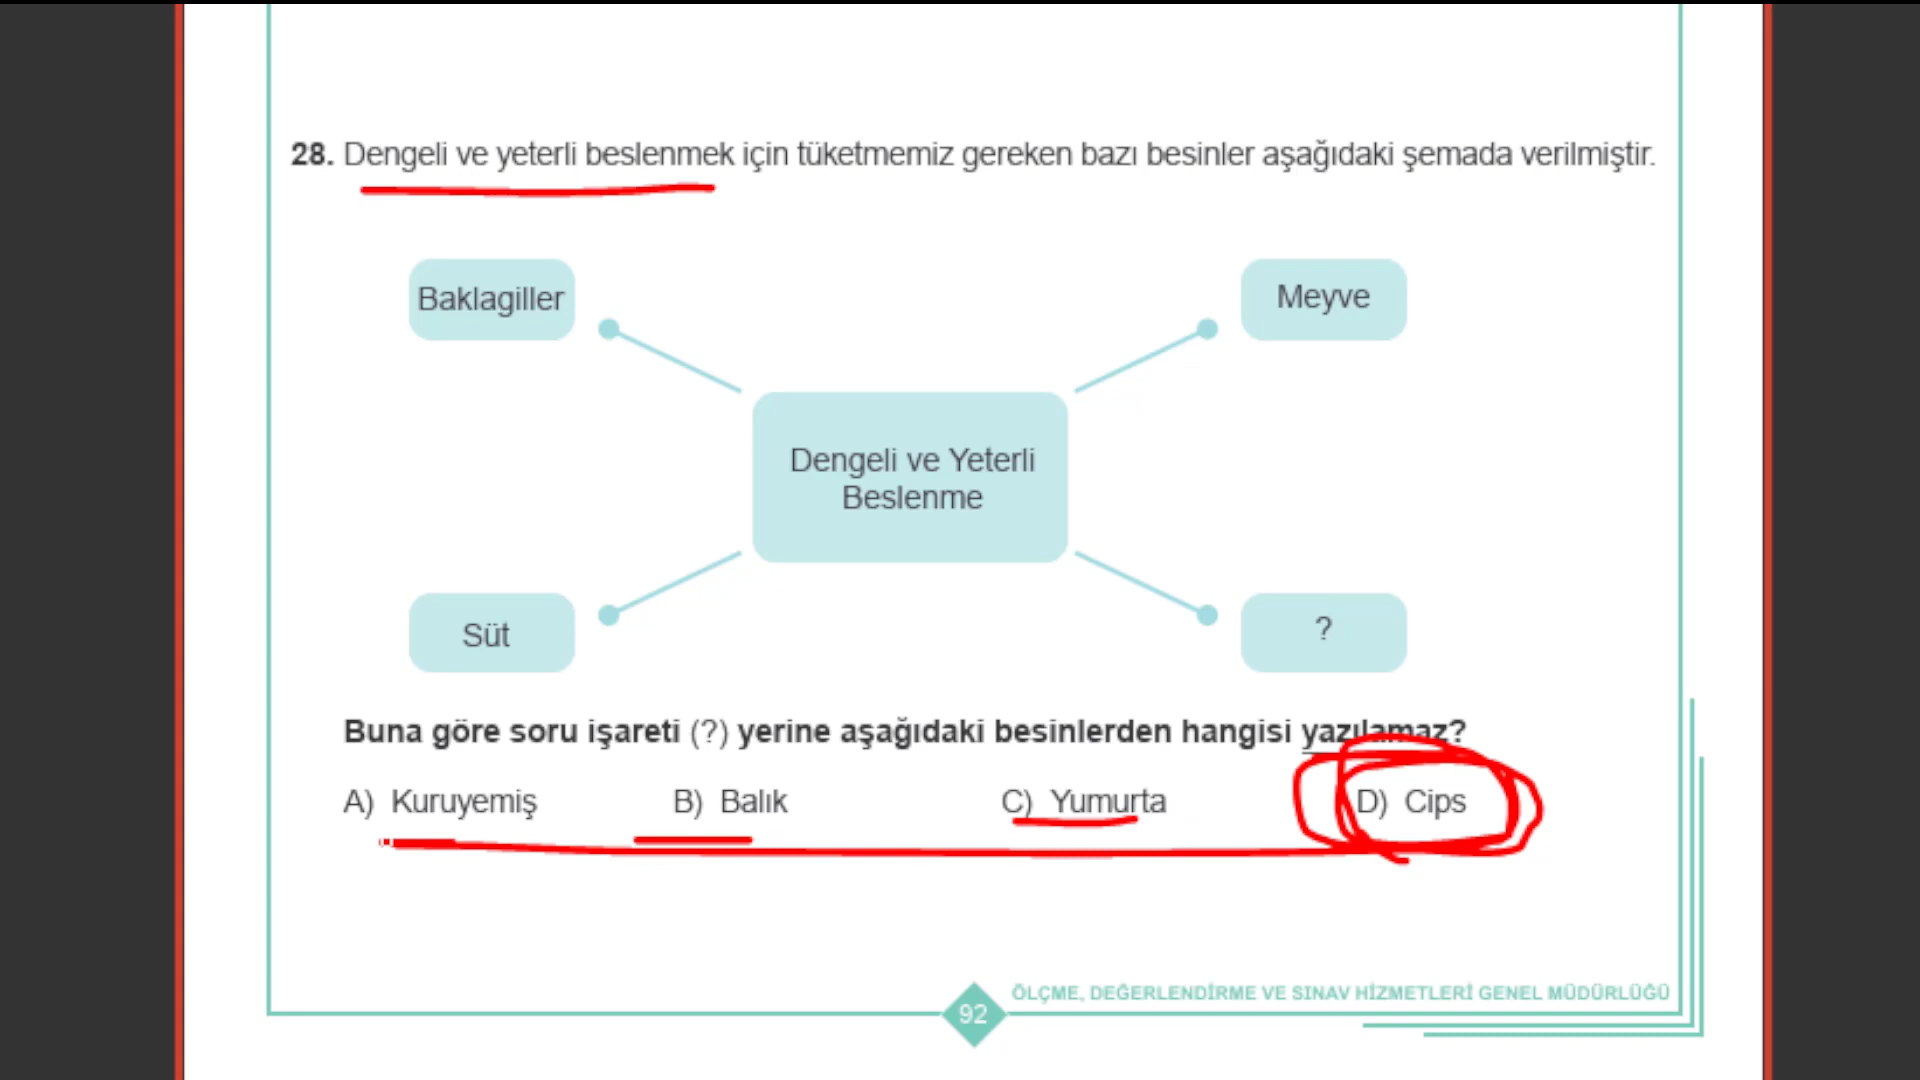 28. Dengeli ve yeterli beslenmek için tüketmemiz gereken bazı besinler aşağıdaki şemada verilmiştir.
Baklagiller
Meyve
Dengeli ve Yeterli
Beslenme
Süt
?
Buna göre soru işareti (?) yerine aşağıdaki besinlerden hangisi yazılamaz?
A) Kuruyemiş B) Balık C) Yumurta D) Cips
ÖLÇME, DEĞERLENDİRME VE SINAV HİZMETLERİ GENEL MÜDÜRLÜĞÜ
92